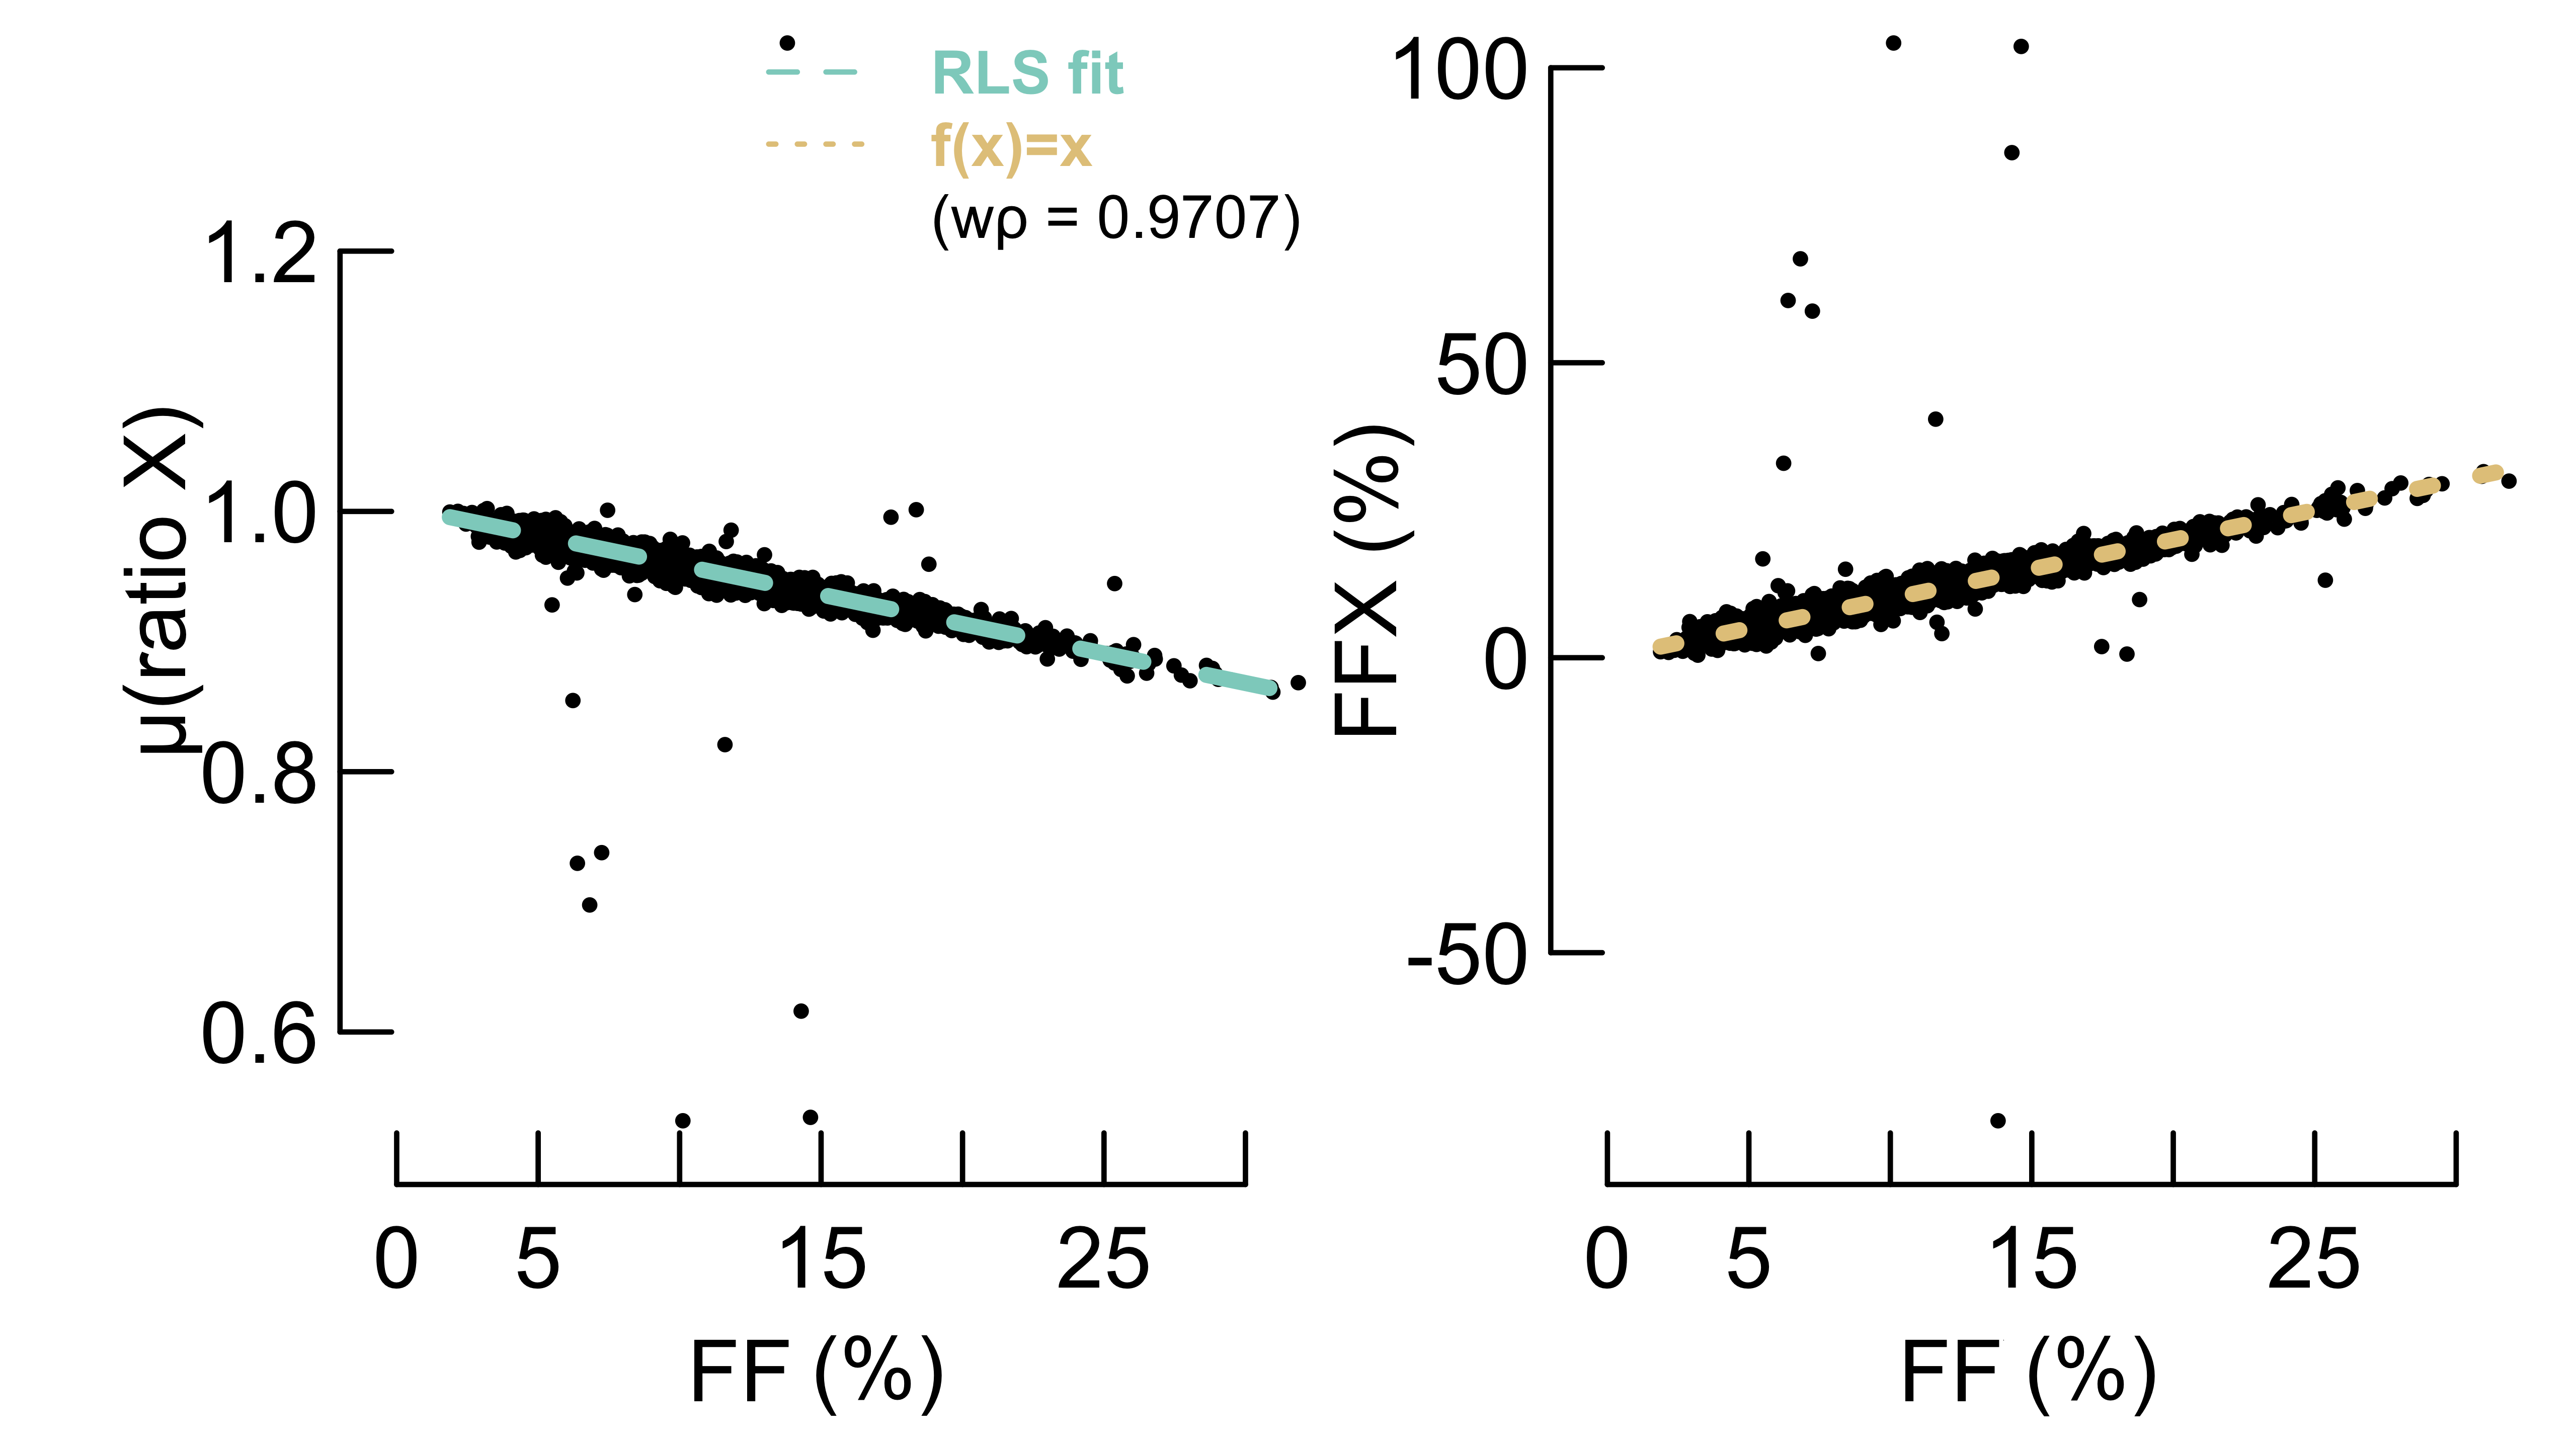 RLS fit
f(x)=x
(wρ = 0.9707)
μ(ratio X)
1.2
1.0
0.8
0.6
0 5 15 25
FF (%)
FFX (%)
100
50
0
-50
0 5 15 25
FF (%)